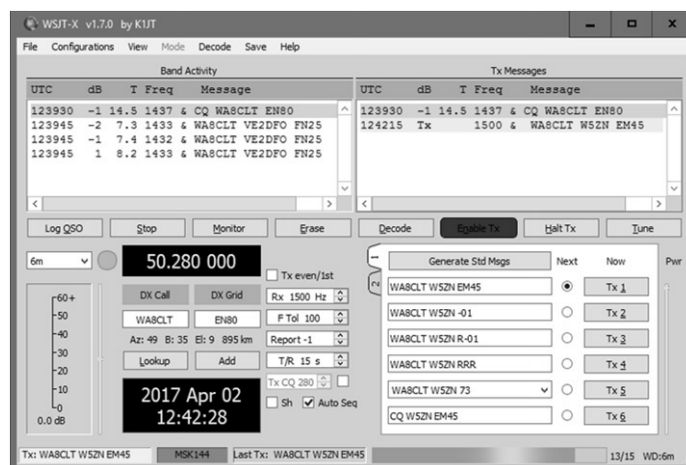 WSJT-X v1.7.0 by K1JT
File Configurations View Mode Decode Save Help
Band Activity
UTC dB T Freq Message
123930 -1 14.5 1437 & CQ WA8CLT EN80
123945 -2 7.3 1433 & WA8CLT VE2DFO FN25
123945 -1 7.4 1432 & WA8CLT VE2DFO FN25
123945 1 8.2 1433 & WA8CLT VE2DFO FN25
Tx Messages
UTC dB T Freq Message
123930 -1 14.5 1437 & CQ WA8CLT EN80
124215 Tx 1500 & WA8CLT W5ZN EM45
Log QSO Stop Monitor Erase Decode Enable Tx Halt Tx Tune
6m
50.280 000
Tx even/1st
DX Call DX Grid
Rx 1500 Hz
WA8CLT EN80
F Tol 100
Az: 49 B: 35 El: 9 895 km
Report -1
Lookup Add
T/R 15 s
Tx CQ 280
2017 Apr 02
12:42:28
Sh Auto Seq
60+
50
40
30
20
10
0
0.0 dB
1
2
Generate Std Msgs Next Now Pwr
WA8CLT W5ZN EM45 Tx 1
WA8CLT W5ZN -01 Tx 2
WA8CLT W5ZN R-01 Tx 3
WA8CLT W5ZN RRR Tx 4
WA8CLT W5ZN 73 Tx 5
CQ W5ZN EM45 Tx 6
Tx: WA8CLT W5ZN EM45 MSK144 Last Tx: WA8CLT W5ZN EM45 13/15 WD:6m